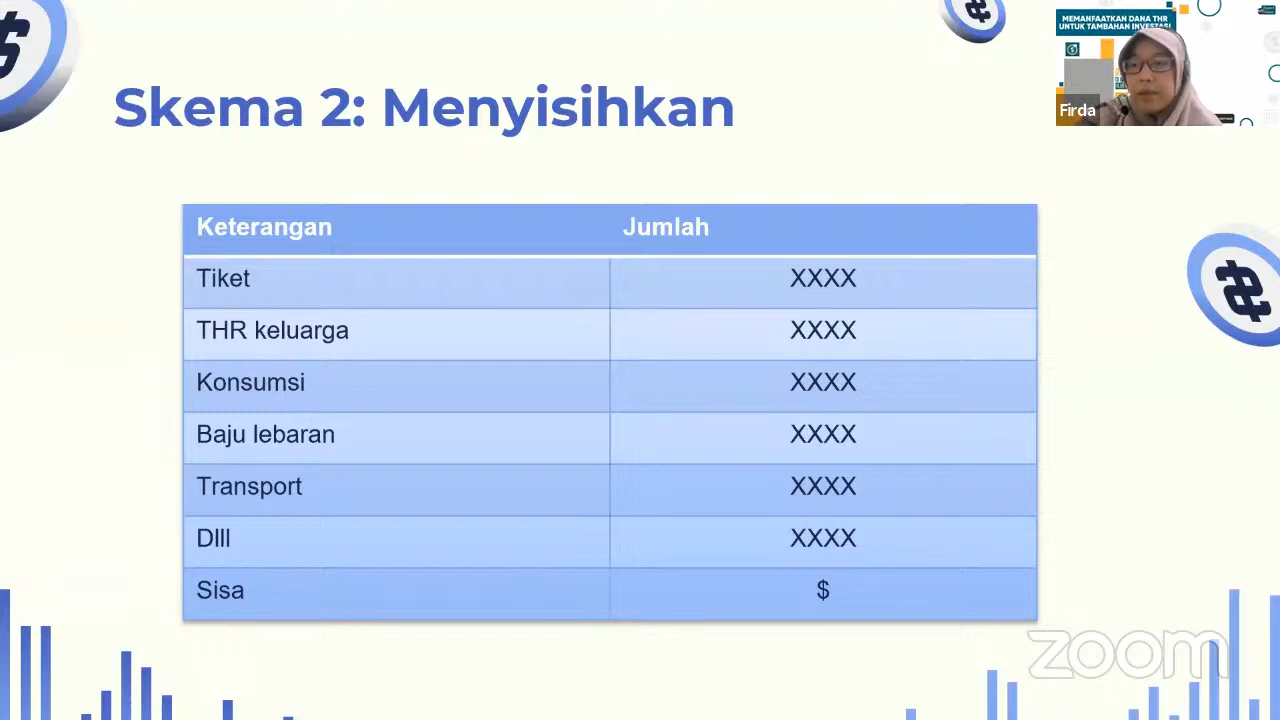 MEMANFAATKAN DANA THR
UNTUK TAMBAHAN INVESTASI
Firda
Skema 2: Menyisihkan
Keterangan Jumlah
Tiket XXXX
THR keluarga XXXX
Konsumsi XXXX
Baju lebaran XXXX
Transport XXXX
Dlll XXXX
Sisa $
zoom